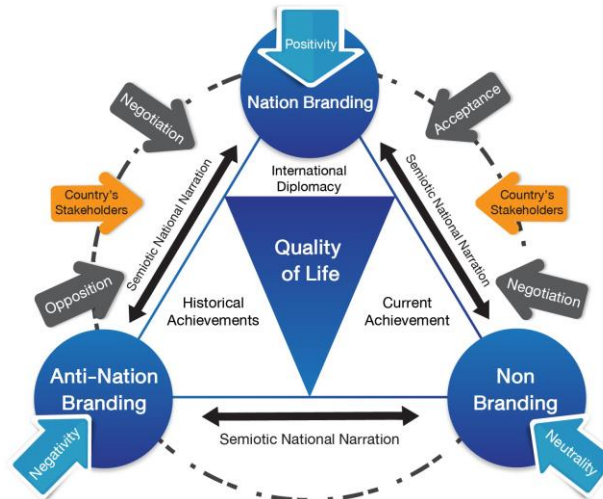 Positivity
Nation Branding
Negotiation
Acceptance
Country's
Stakeholders
Country's
Stakeholders
Semiotic National Narration
Semiotic National Narration
International
Diplomacy
Quality
of Life
Opposition
Negotiation
Historical
Achievements
Current
Achievement
Anti-Nation
Branding
Non
Branding
Negativity
Semiotic National Narration
Neutrality